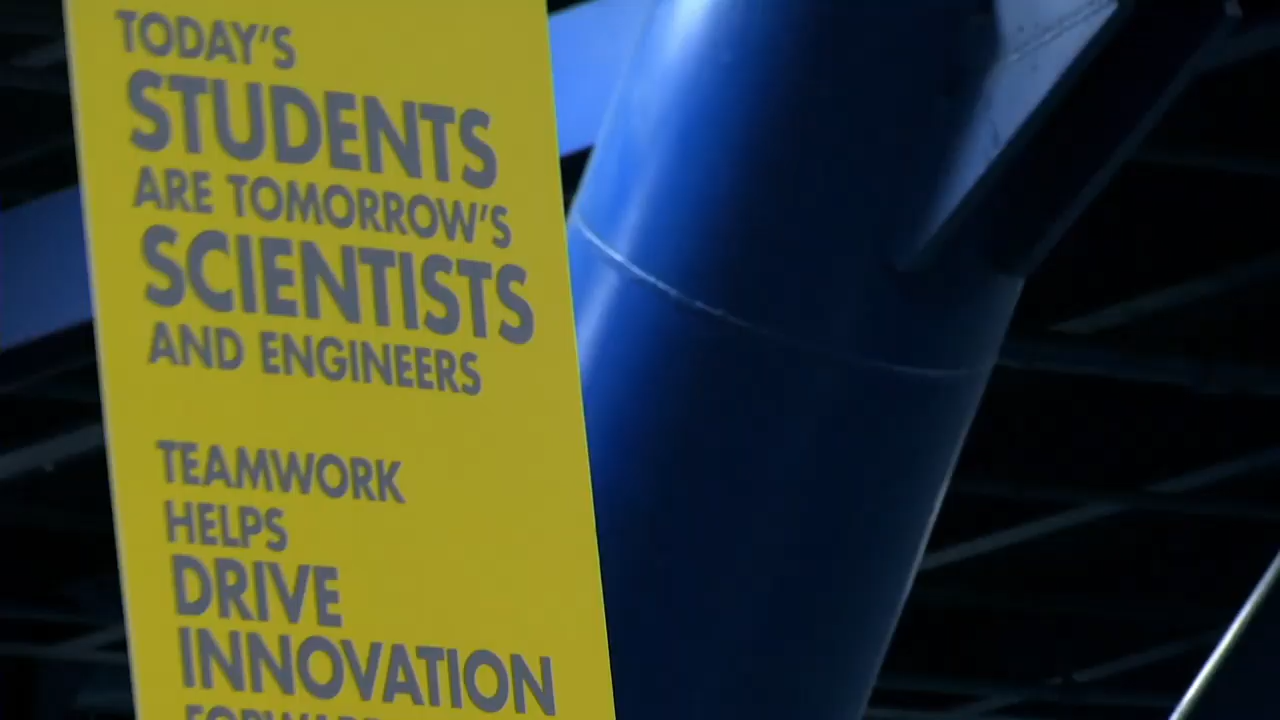 TODAY'S
STUDENTS
ARE TOMORROW'S
SCIENTISTS
AND ENGINEERS
TEAMWORK
HELPS
DRIVE
INNOVATION